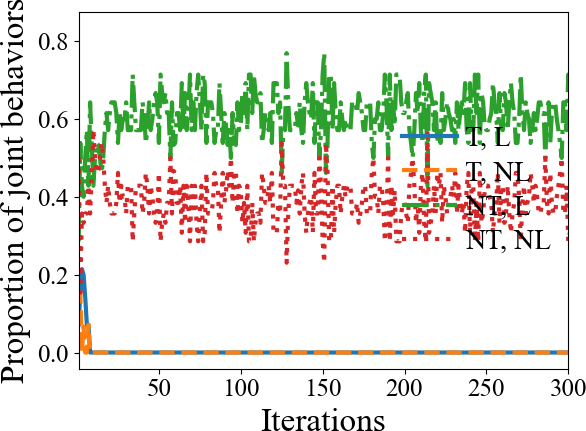 Proportion of joint behaviors
0.8
0.6
0.4
0.2
0.0
T, L
T, NL
NT, L
NT, NL
50
100
150
200
250
300
Iterations